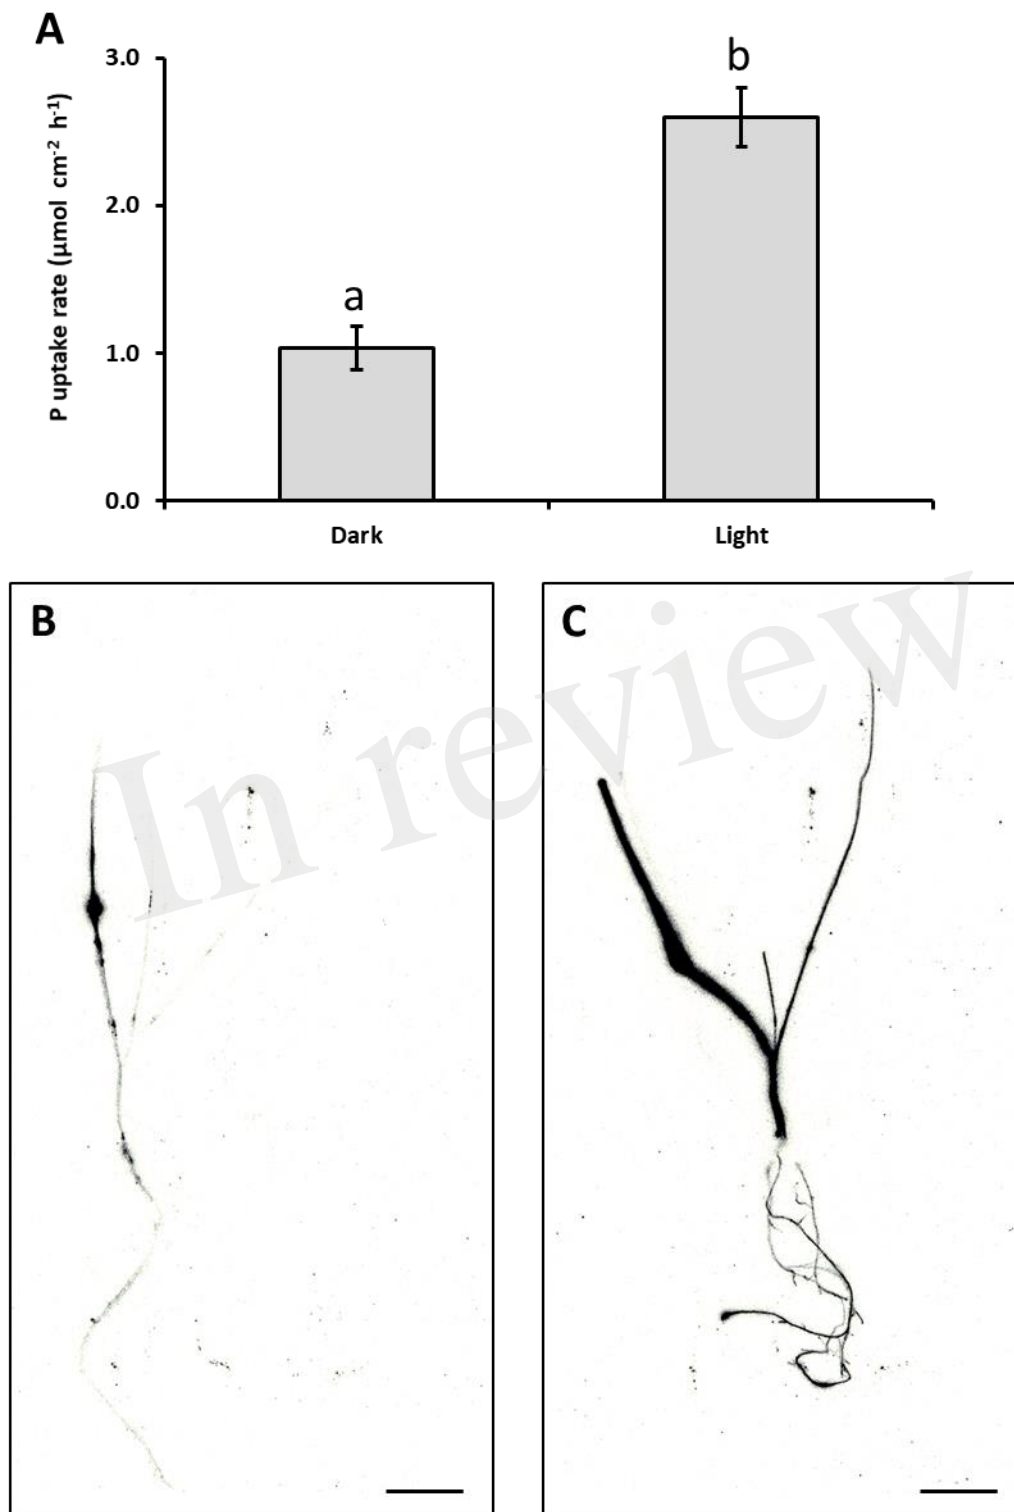 A
3.0
b
P uptake rate (µmol cm⁻² h⁻¹)
2.0
a
1.0
0.0
Dark
Light
B
C
In review